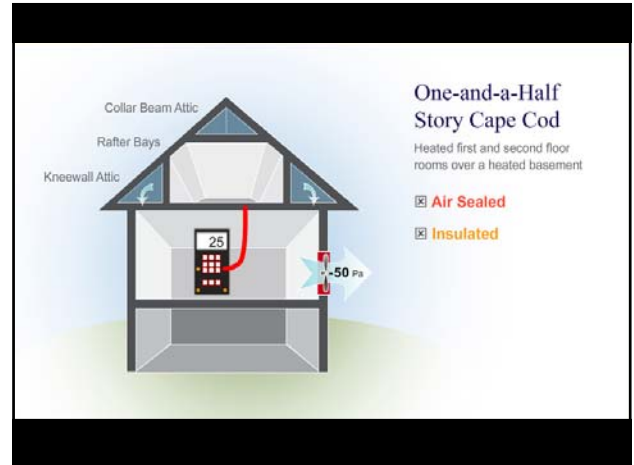 One-and-a-Half
Story Cape Cod
Heated first and second floor
rooms over a heated basement
☒ Air Sealed
☒ Insulated
Collar Beam Attic
Rafter Bays
Kneewall Attic
25
-50 Pa